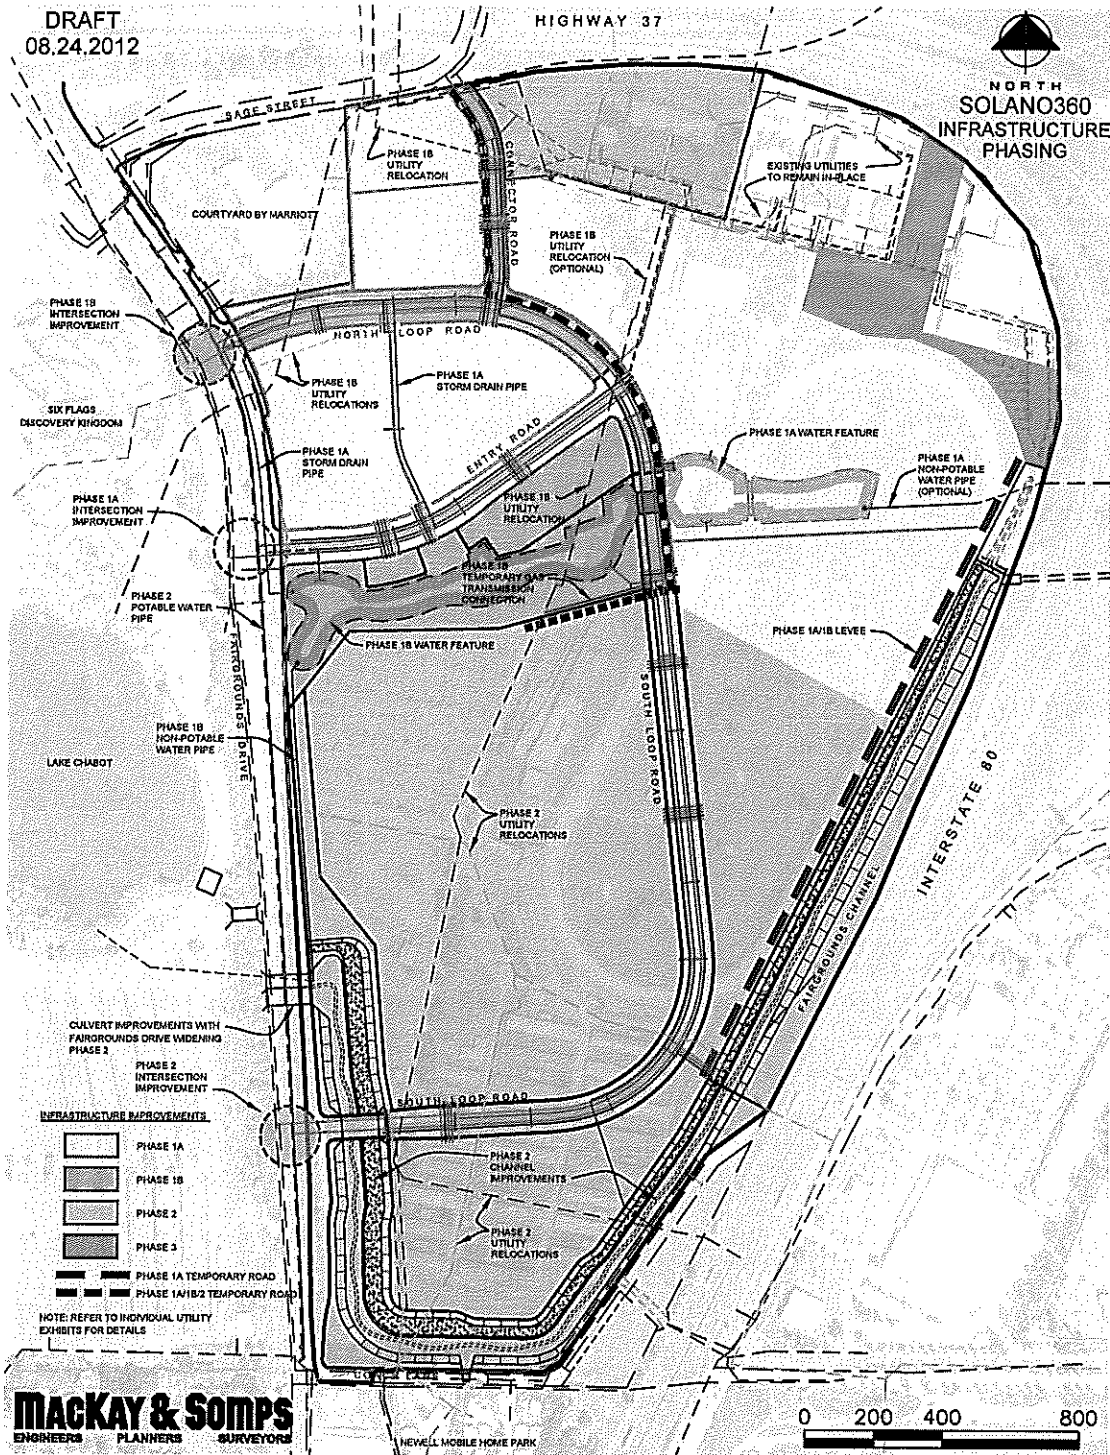 DRAFT
08.24.2012
HIGHWAY 37
NORTH
SOLANO360
INFRASTRUCTURE
PHASING
SAGE STREET
PHASE 1B
UTILITY
RELOCATION
CONNECTOR ROAD
EXISTING UTILITIES
TO REMAIN IN-PLACE
COURTYARD BY MARRIOTT
PHASE 1B
UTILITY
RELOCATION
(OPTIONAL)
PHASE 1B
INTERSECTION
IMPROVEMENT
NORTH LOOP ROAD
PHASE 1B
UTILITY
RELOCATIONS
PHASE 1A
STORM DRAIN PIPE
SIX FLAGS
DISCOVERY KINGDOM
ENTRY ROAD
PHASE 1A WATER FEATURE
PHASE 1A
STORM DRAIN
PIPE
PHASE 1A
NON-POTABLE
WATER PIPE
(OPTIONAL)
PHASE 1A
INTERSECTION
IMPROVEMENT
PHASE 1B
UTILITY
RELOCATION
PHASE 1B
TEMPORARY GAS
TRANSMISSION
CONNECTION
PHASE 2
POTABLE WATER
PIPE
PHASE 1B WATER FEATURE
PHASE 1A/1B LEVEE
FAIRGROUNDS DRIVE
SOUTH LOOP ROAD
PHASE 1B
NON-POTABLE
WATER PIPE
LAKE CHABOT
PHASE 2
UTILITY
RELOCATIONS
INTERSTATE 80
FAIRGROUNDS CHANNEL
CULVERT IMPROVEMENTS WITH
FAIRGROUNDS DRIVE WIDENING
PHASE 2
PHASE 2
INTERSECTION
IMPROVEMENT
SOUTH LOOP ROAD
INFRASTRUCTURE IMPROVEMENTS
PHASE 1A
PHASE 1B
PHASE 2
PHASE 3
PHASE 1A TEMPORARY ROAD
PHASE 1A/1B/2 TEMPORARY ROAD
NOTE: REFER TO INDIVIDUAL UTILITY
EXHIBITS FOR DETAILS
PHASE 2
CHANNEL
IMPROVEMENTS
PHASE 2
UTILITY
RELOCATIONS
MACKAY & SOMPS
ENGINEERS PLANNERS SURVEYORS
NEWELL MOBILE HOME PARK
0 200 400 800